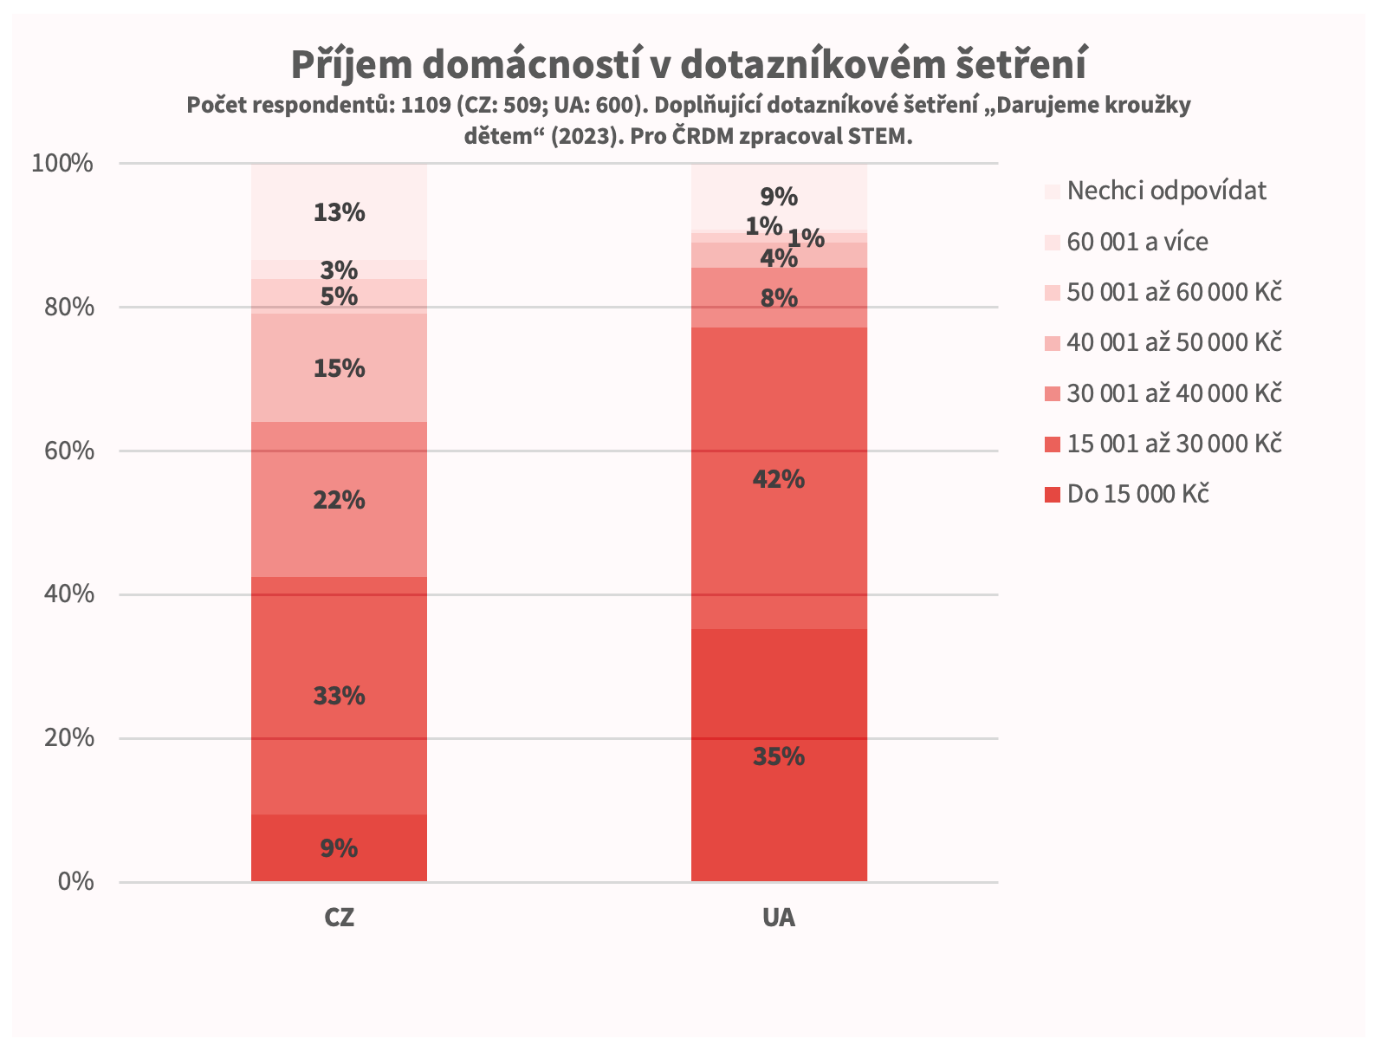 Příjem domácností v dotazníkovém šetření
Počet respondentů: 1109 (CZ: 509; UA: 600). Doplňující dotazníkové šetření „Darujeme kroužky
dětem“ (2023). Pro ČRDM zpracoval STEM.
100%
80%
60%
40%
20%
0%
13%
3%
5%
15%
22%
33%
9%
CZ
9%
1%
1%
4%
8%
42%
35%
UA
Nechci odpovídat
60 001 a více
50 001 až 60 000 Kč
40 001 až 50 000 Kč
30 001 až 40 000 Kč
15 001 až 30 000 Kč
Do 15 000 Kč